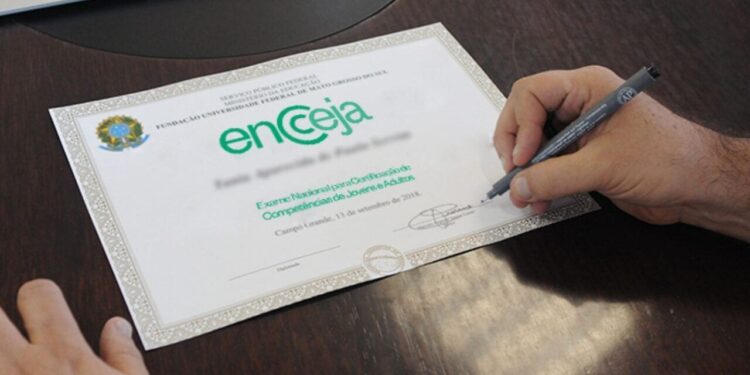 SERVIÇO PÚBLICO FEDERAL
MINISTÉRIO DA EDUCAÇÃO
FUNDAÇÃO UNIVERSIDADE FEDERAL DE MATO GROSSO DO SUL
encceja
Exame Nacional para Certificação de
Competências de Jovens e Adultos
Campo Grande, 13 de setembro de 2018.
Diplomado